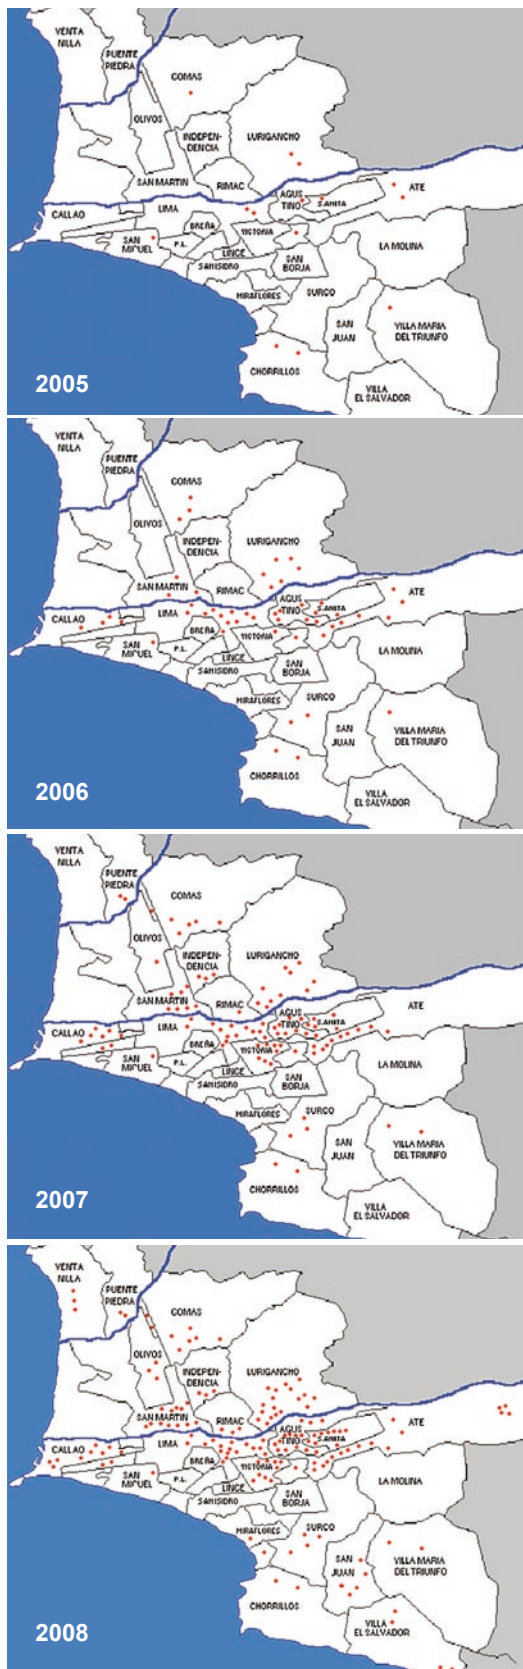 VENTA
NILLA
PUENTE
PIEDRA
COMAS
OLIVOS
INDEPEN-
DENCIA
LURIGANCHO
SAN MARTIN
RIMAC
AGUS
TINO
S.ANITA
ATE
CALLAO
LIMA
BREÑA
VICTORIA
LA MOLINA
SAN
MIGUEL
P.L.
LINCE
SAN
BORJA
SANISIDRO
MIRAFLORES
SURCO
SAN
JUAN
VILLA MARIA
DEL TRIUNFO
CHORRILLOS
VILLA
EL SALVADOR
2005
VENTA
NILLA
PUENTE
PIEDRA
COMAS
OLIVOS
INDEPEN-
DENCIA
LURIGANCHO
SAN MARTIN
RIMAC
AGUS
TINO
S.ANITA
ATE
CALLAO
LIMA
BREÑA
VICTORIA
LA MOLINA
SAN
MIGUEL
P.L.
LINCE
SAN
BORJA
SANISIDRO
MIRAFLORES
SURCO
SAN
JUAN
VILLA MARIA
DEL TRIUNFO
CHORRILLOS
VILLA
EL SALVADOR
2006
VENTA
NILLA
PUENTE
PIEDRA
COMAS
OLIVOS
INDEPEN-
DENCIA
LURIGANCHO
SAN MARTIN
RIMAC
AGUS
TINO
S.ANITA
ATE
CALLAO
LIMA
BREÑA
VICTORIA
LA MOLINA
SAN
MIGUEL
P.L.
LINCE
SAN
BORJA
SANISIDRO
MIRAFLORES
SURCO
SAN
JUAN
VILLA MARIA
DEL TRIUNFO
CHORRILLOS
VILLA
EL SALVADOR
2007
VENTA
NILLA
PUENTE
PIEDRA
COMAS
OLIVOS
INDEPEN-
DENCIA
LURIGANCHO
SAN MARTIN
RIMAC
AGUS
TINO
S.ANITA
ATE
CALLAO
LIMA
BREÑA
VICTORIA
LA MOLINA
SAN
MIGUEL
P.L.
LINCE
SAN
BORJA
SANISIDRO
MIRAFLORES
SURCO
SAN
JUAN
VILLA MARIA
DEL TRIUNFO
CHORRILLOS
VILLA
EL SALVADOR
2008